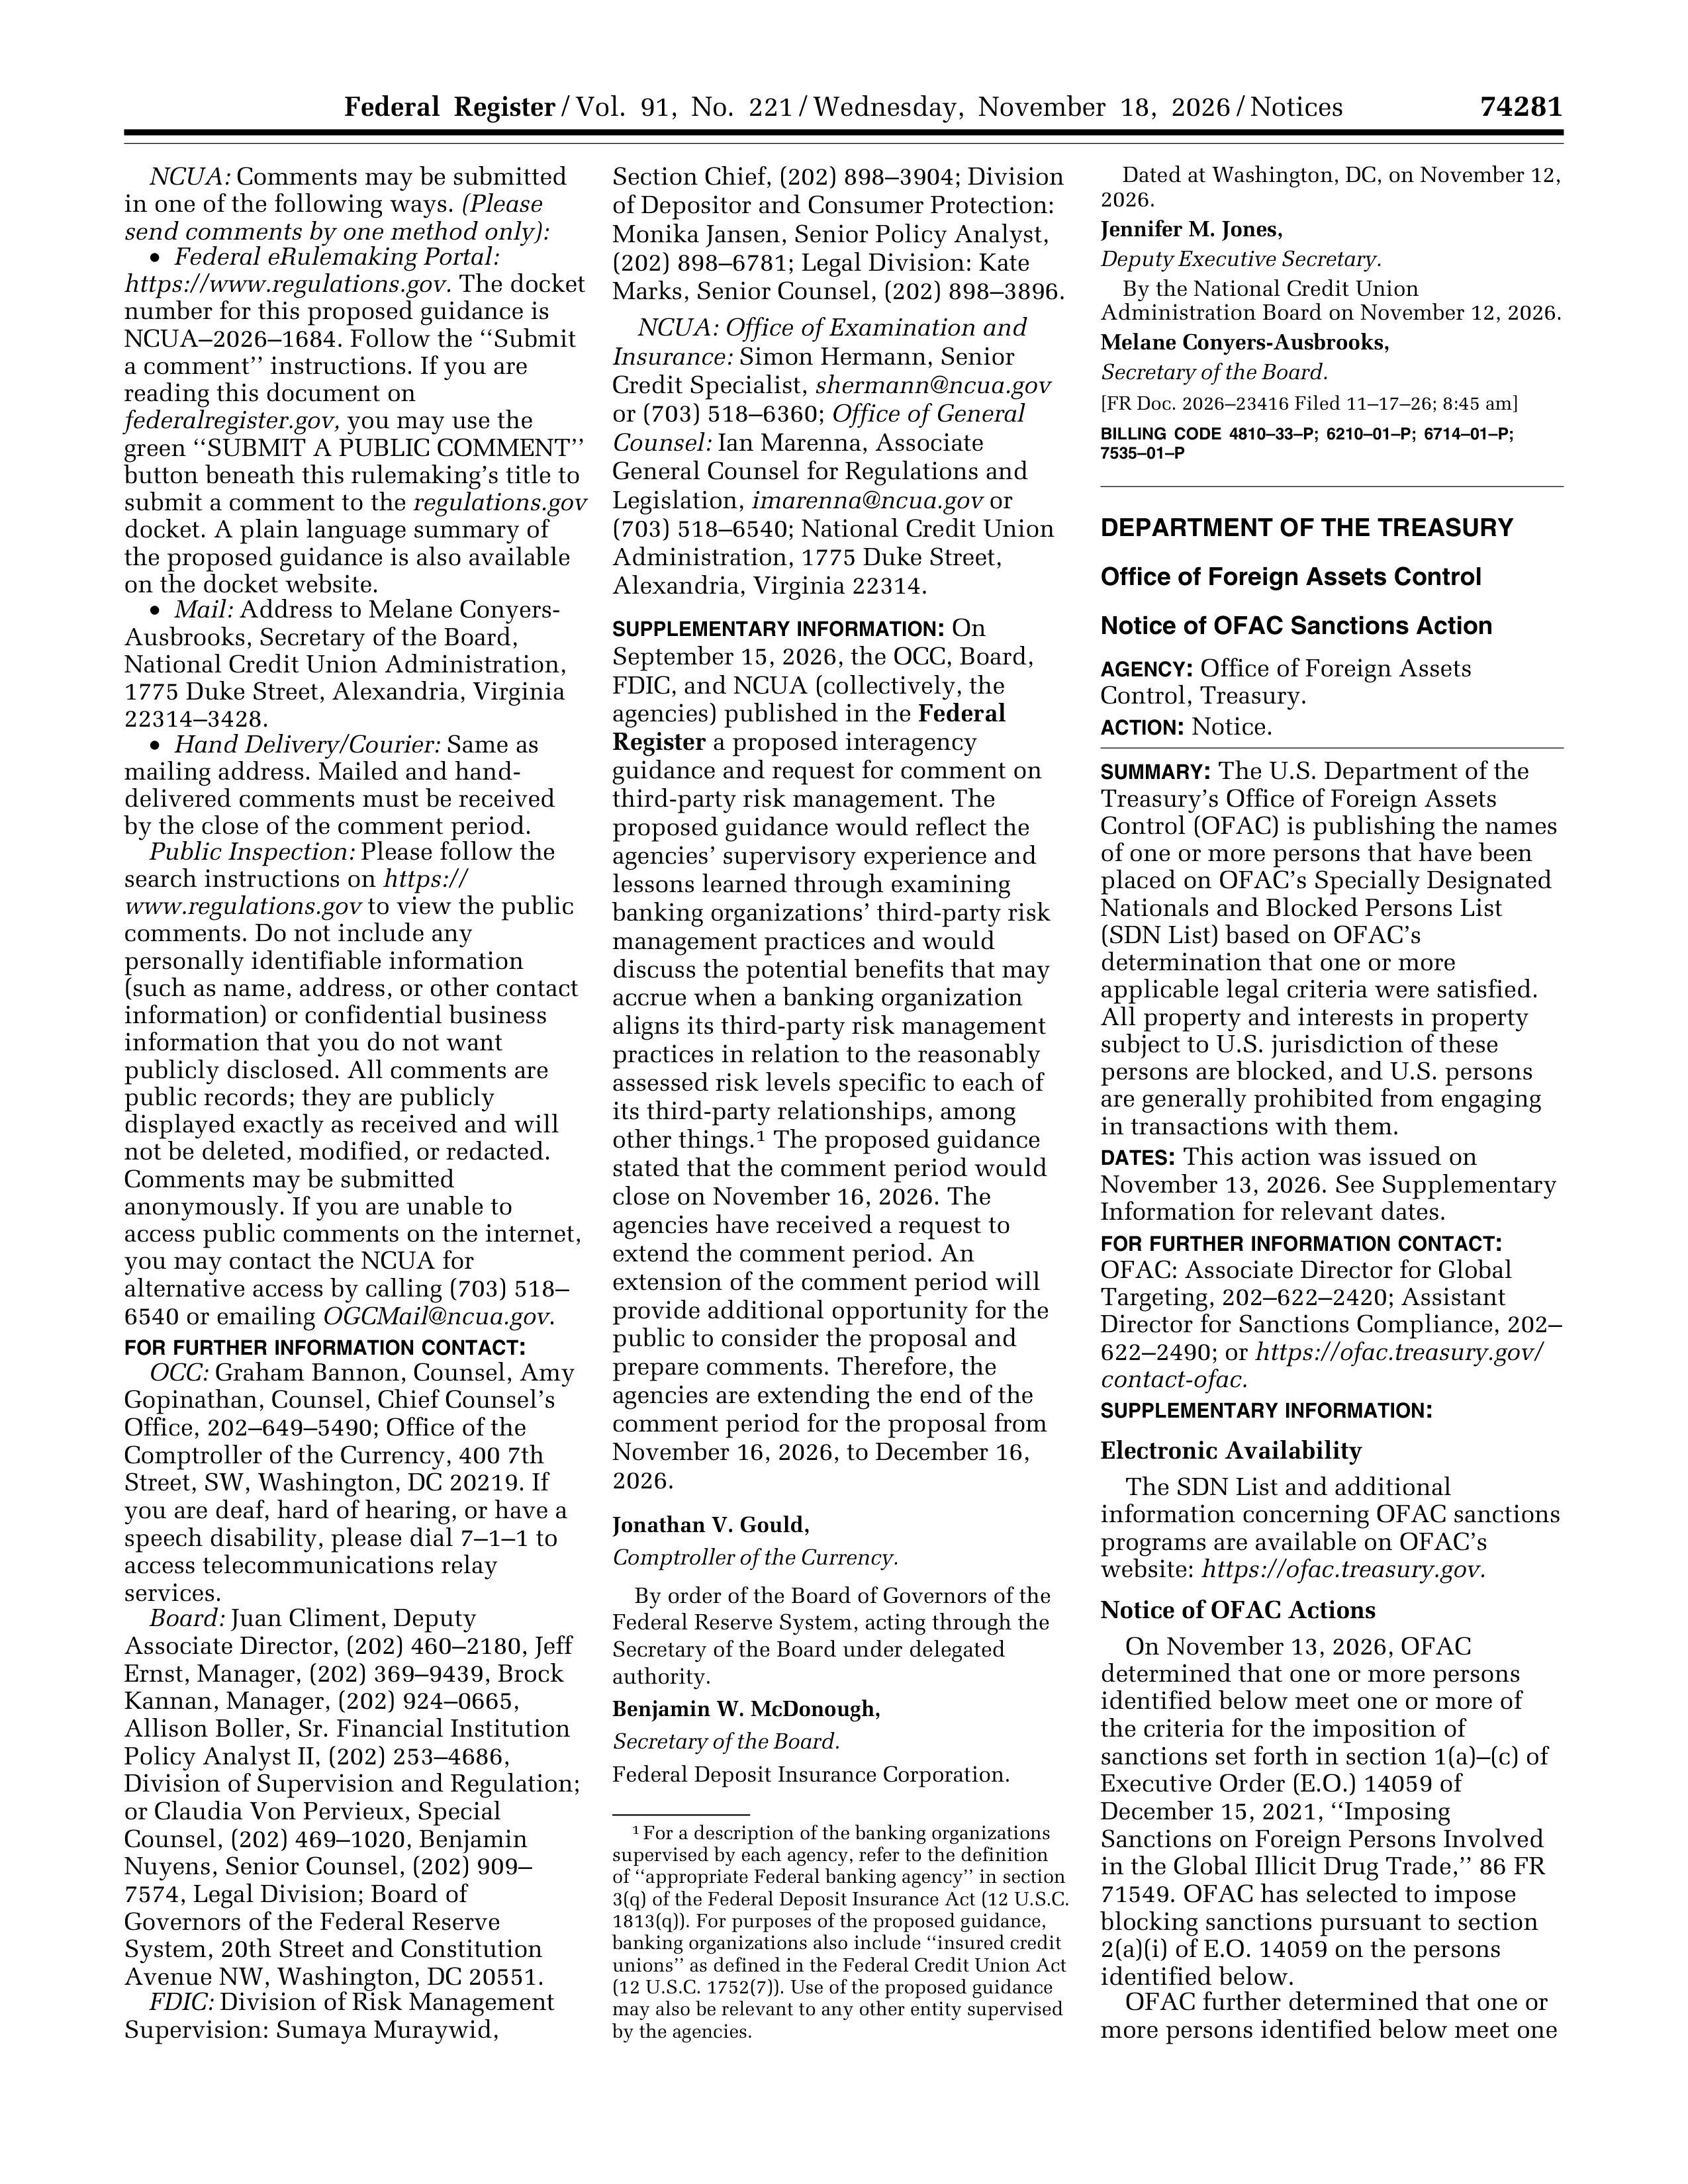 Federal Register / Vol. 91, No. 221 / Wednesday, November 18, 2026 / Notices 74281
NCUA: Comments may be submitted
in one of the following ways. (Please
send comments by one method only):
• Federal eRulemaking Portal:
https://www.regulations.gov. The docket
number for this proposed guidance is
NCUA–2026–1684. Follow the ‘‘Submit
a comment’’ instructions. If you are
reading this document on
federalregister.gov, you may use the
green ‘‘SUBMIT A PUBLIC COMMENT’’
button beneath this rulemaking’s title to
submit a comment to the regulations.gov
docket. A plain language summary of
the proposed guidance is also available
on the docket website.
• Mail: Address to Melane Conyers-
Ausbrooks, Secretary of the Board,
National Credit Union Administration,
1775 Duke Street, Alexandria, Virginia
22314–3428.
• Hand Delivery/Courier: Same as
mailing address. Mailed and hand-
delivered comments must be received
by the close of the comment period.
Public Inspection: Please follow the
search instructions on https://
www.regulations.gov to view the public
comments. Do not include any
personally identifiable information
(such as name, address, or other contact
information) or confidential business
information that you do not want
publicly disclosed. All comments are
public records; they are publicly
displayed exactly as received and will
not be deleted, modified, or redacted.
Comments may be submitted
anonymously. If you are unable to
access public comments on the internet,
you may contact the NCUA for
alternative access by calling (703) 518–
6540 or emailing OGCMail@ncua.gov.
FOR FURTHER INFORMATION CONTACT:
OCC: Graham Bannon, Counsel, Amy
Gopinathan, Counsel, Chief Counsel’s
Office, 202–649–5490; Office of the
Comptroller of the Currency, 400 7th
Street, SW, Washington, DC 20219. If
you are deaf, hard of hearing, or have a
speech disability, please dial 7–1–1 to
access telecommunications relay
services.
Board: Juan Climent, Deputy
Associate Director, (202) 460–2180, Jeff
Ernst, Manager, (202) 369–9439, Brock
Kannan, Manager, (202) 924–0665,
Allison Boller, Sr. Financial Institution
Policy Analyst II, (202) 253–4686,
Division of Supervision and Regulation;
or Claudia Von Pervieux, Special
Counsel, (202) 469–1020, Benjamin
Nuyens, Senior Counsel, (202) 909–
7574, Legal Division; Board of
Governors of the Federal Reserve
System, 20th Street and Constitution
Avenue NW, Washington, DC 20551.
FDIC: Division of Risk Management
Supervision: Sumaya Muraywid,
Section Chief, (202) 898–3904; Division
of Depositor and Consumer Protection:
Monika Jansen, Senior Policy Analyst,
(202) 898–6781; Legal Division: Kate
Marks, Senior Counsel, (202) 898–3896.
NCUA: Office of Examination and
Insurance: Simon Hermann, Senior
Credit Specialist, shermann@ncua.gov
or (703) 518–6360; Office of General
Counsel: Ian Marenna, Associate
General Counsel for Regulations and
Legislation, imarenna@ncua.gov or
(703) 518–6540; National Credit Union
Administration, 1775 Duke Street,
Alexandria, Virginia 22314.
SUPPLEMENTARY INFORMATION: On
September 15, 2026, the OCC, Board,
FDIC, and NCUA (collectively, the
agencies) published in the Federal
Register a proposed interagency
guidance and request for comment on
third-party risk management. The
proposed guidance would reflect the
agencies’ supervisory experience and
lessons learned through examining
banking organizations’ third-party risk
management practices and would
discuss the potential benefits that may
accrue when a banking organization
aligns its third-party risk management
practices in relation to the reasonably
assessed risk levels specific to each of
its third-party relationships, among
other things.¹ The proposed guidance
stated that the comment period would
close on November 16, 2026. The
agencies have received a request to
extend the comment period. An
extension of the comment period will
provide additional opportunity for the
public to consider the proposal and
prepare comments. Therefore, the
agencies are extending the end of the
comment period for the proposal from
November 16, 2026, to December 16,
2026.
Jonathan V. Gould,
Comptroller of the Currency.
By order of the Board of Governors of the
Federal Reserve System, acting through the
Secretary of the Board under delegated
authority.
Benjamin W. McDonough,
Secretary of the Board.
Federal Deposit Insurance Corporation.
¹ For a description of the banking organizations
supervised by each agency, refer to the definition
of ‘‘appropriate Federal banking agency’’ in section
3(q) of the Federal Deposit Insurance Act (12 U.S.C.
1813(q)). For purposes of the proposed guidance,
banking organizations also include ‘‘insured credit
unions’’ as defined in the Federal Credit Union Act
(12 U.S.C. 1752(7)). Use of the proposed guidance
may also be relevant to any other entity supervised
by the agencies.
Dated at Washington, DC, on November 12,
2026.
Jennifer M. Jones,
Deputy Executive Secretary.
By the National Credit Union
Administration Board on November 12, 2026.
Melane Conyers-Ausbrooks,
Secretary of the Board.
[FR Doc. 2026–23416 Filed 11–17–26; 8:45 am]
BILLING CODE 4810–33–P; 6210–01–P; 6714–01–P;
7535–01–P
DEPARTMENT OF THE TREASURY
Office of Foreign Assets Control
Notice of OFAC Sanctions Action
AGENCY: Office of Foreign Assets
Control, Treasury.
ACTION: Notice.
SUMMARY: The U.S. Department of the
Treasury’s Office of Foreign Assets
Control (OFAC) is publishing the names
of one or more persons that have been
placed on OFAC’s Specially Designated
Nationals and Blocked Persons List
(SDN List) based on OFAC’s
determination that one or more
applicable legal criteria were satisfied.
All property and interests in property
subject to U.S. jurisdiction of these
persons are blocked, and U.S. persons
are generally prohibited from engaging
in transactions with them.
DATES: This action was issued on
November 13, 2026. See Supplementary
Information for relevant dates.
FOR FURTHER INFORMATION CONTACT:
OFAC: Associate Director for Global
Targeting, 202–622–2420; Assistant
Director for Sanctions Compliance, 202–
622–2490; or https://ofac.treasury.gov/
contact-ofac.
SUPPLEMENTARY INFORMATION:
Electronic Availability
The SDN List and additional
information concerning OFAC sanctions
programs are available on OFAC’s
website: https://ofac.treasury.gov.
Notice of OFAC Actions
On November 13, 2026, OFAC
determined that one or more persons
identified below meet one or more of
the criteria for the imposition of
sanctions set forth in section 1(a)–(c) of
Executive Order (E.O.) 14059 of
December 15, 2021, ‘‘Imposing
Sanctions on Foreign Persons Involved
in the Global Illicit Drug Trade,’’ 86 FR
71549. OFAC has selected to impose
blocking sanctions pursuant to section
2(a)(i) of E.O. 14059 on the persons
identified below.
OFAC further determined that one or
more persons identified below meet one